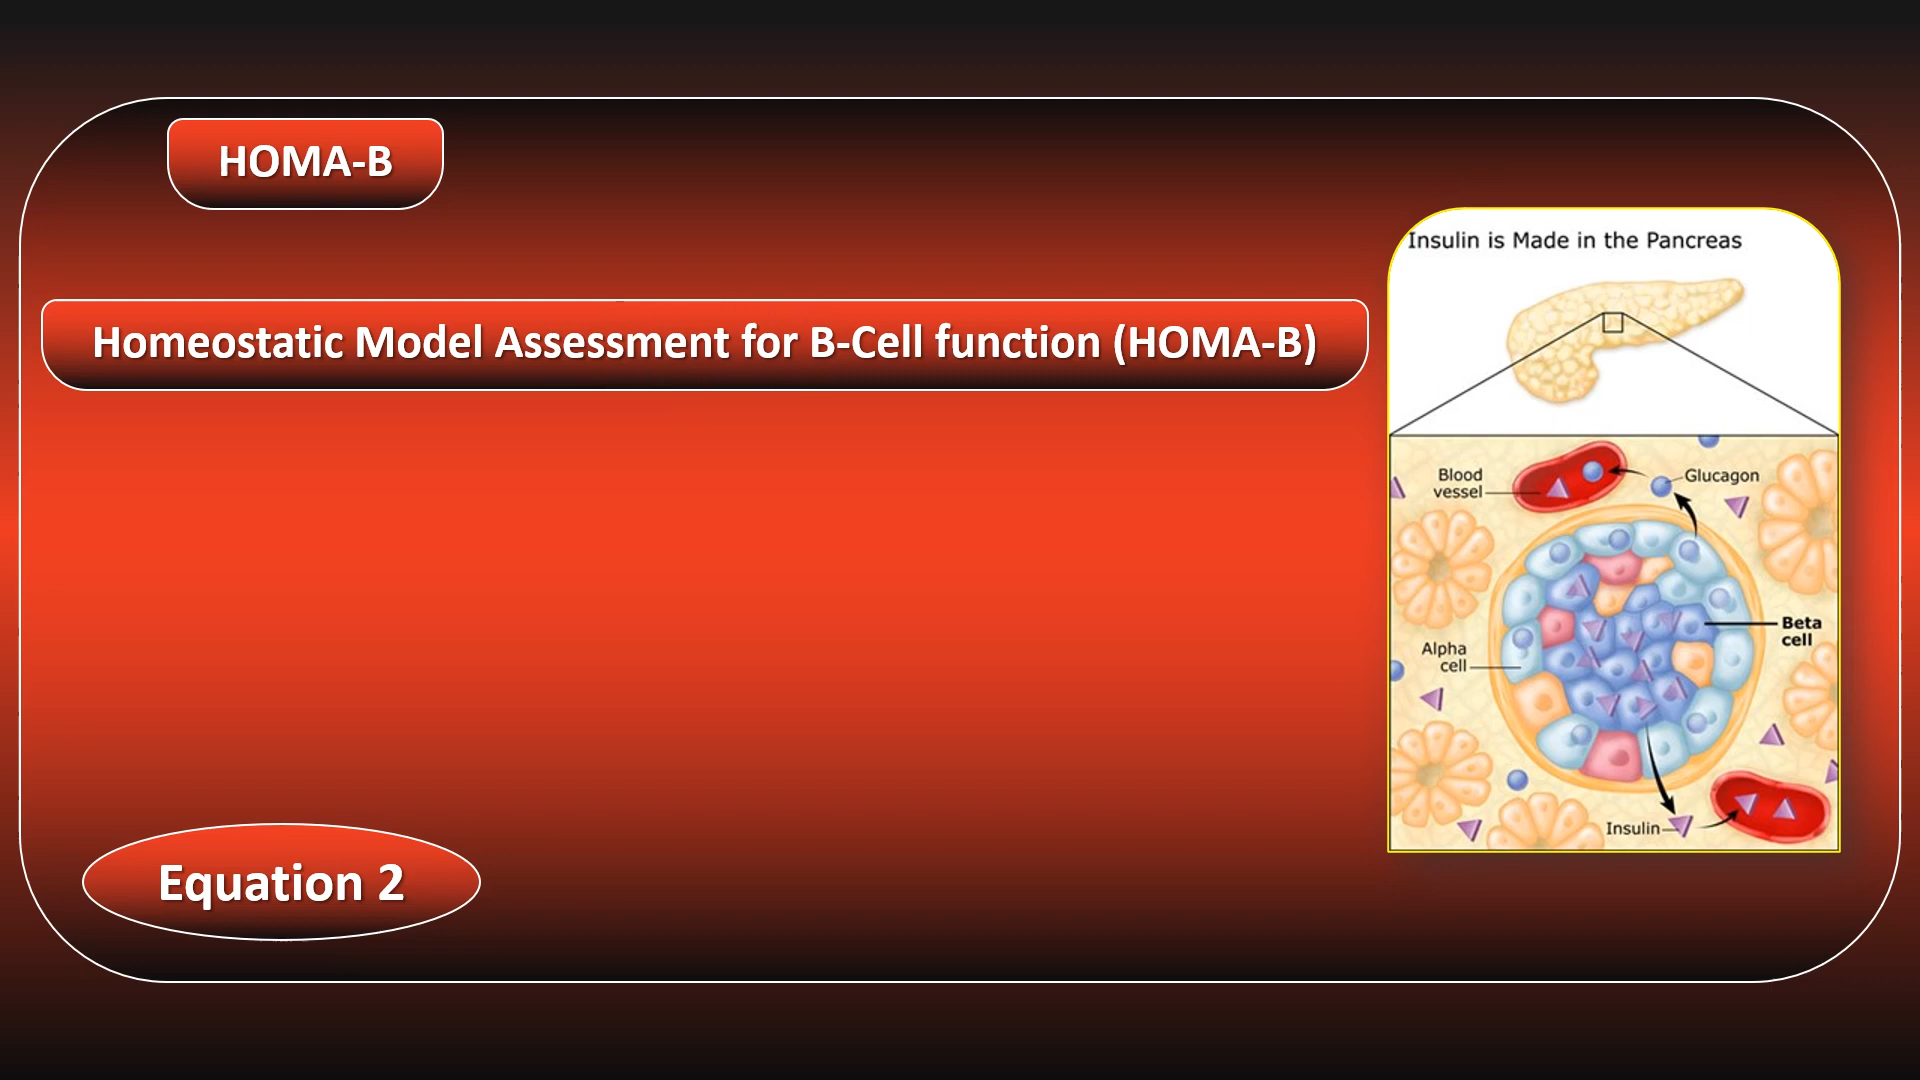 HOMA-B
Homeostatic Model Assessment for B-Cell function (HOMA-B)
Insulin is Made in the Pancreas
Blood
vessel
Glucagon
Beta
cell
Alpha
cell
Insulin
Equation 2